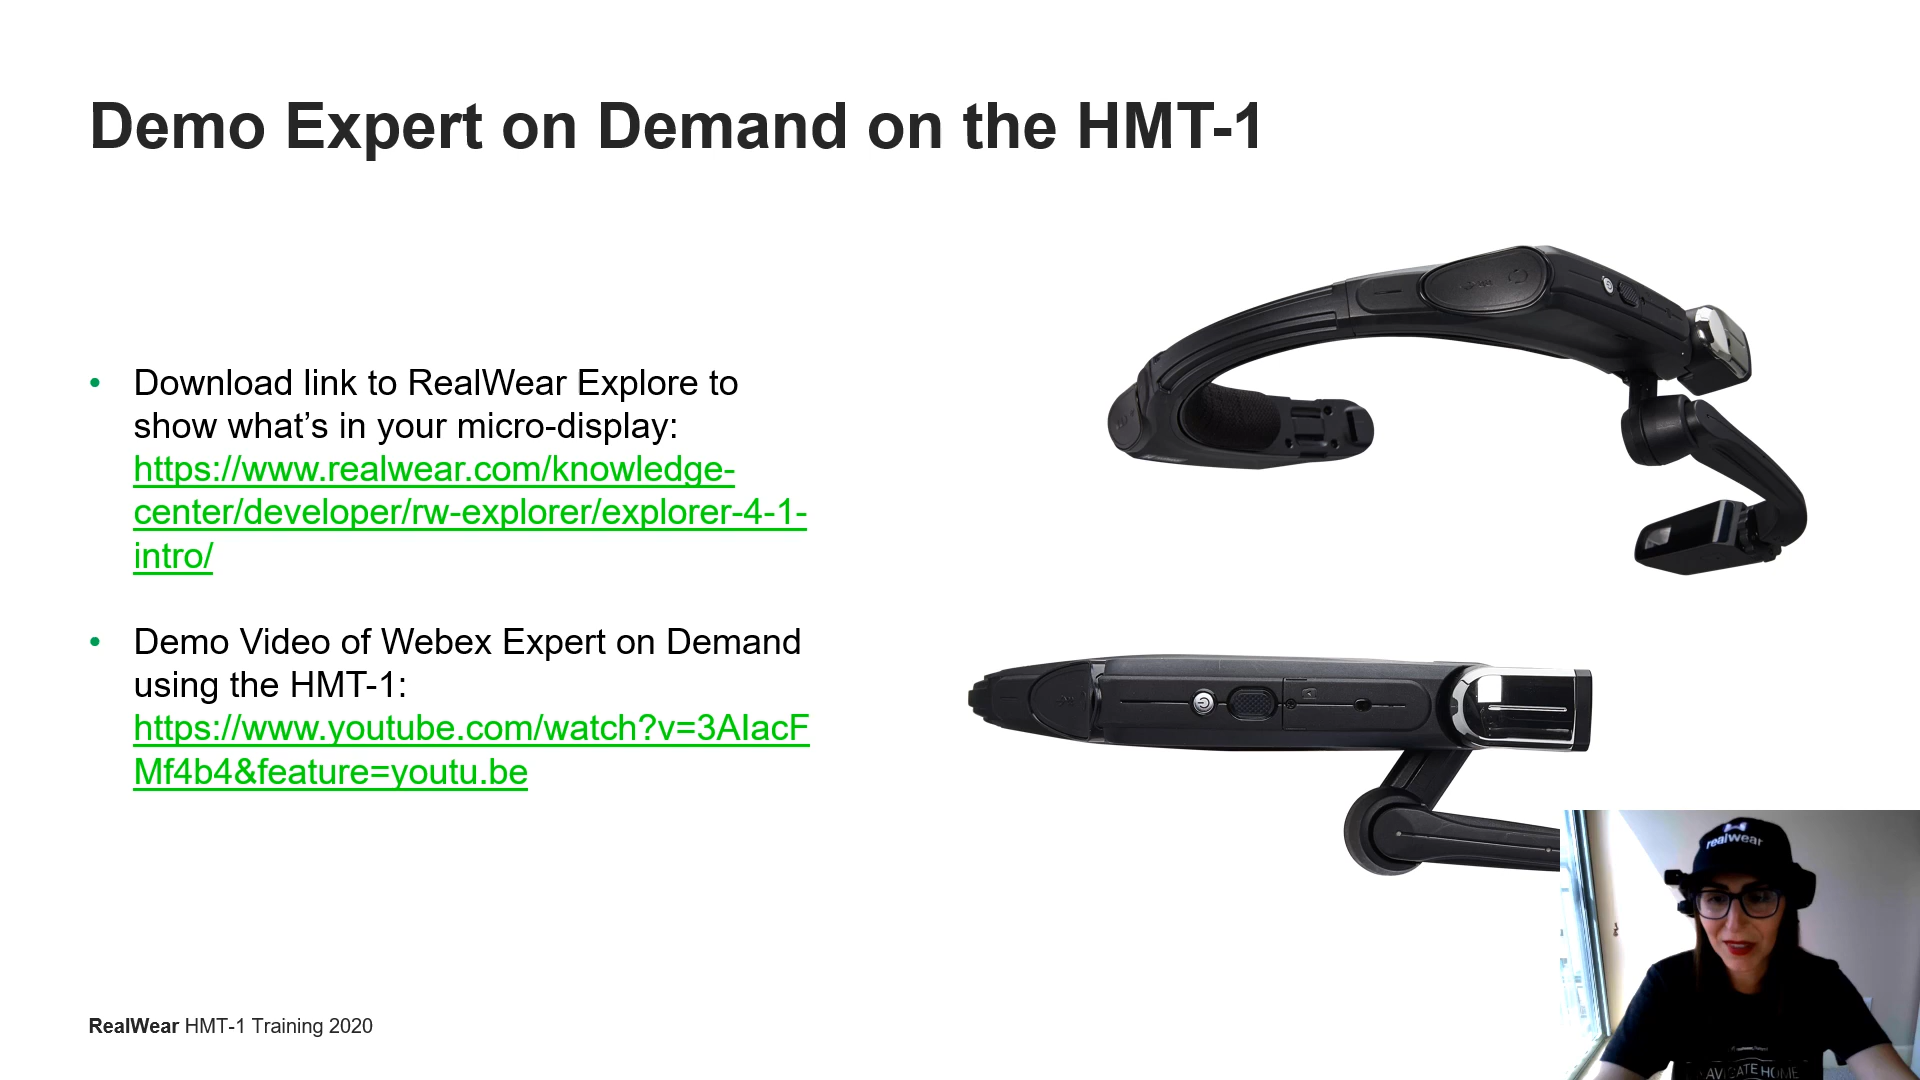 Demo Expert on Demand on the HMT-1
• Download link to RealWear Explore to
show what’s in your micro-display:
https://www.realwear.com/knowledge-
center/developer/rw-explorer/explorer-4-1-
intro/
• Demo Video of Webex Expert on Demand
using the HMT-1:
https://www.youtube.com/watch?v=3AIacF
Mf4b4&feature=youtu.be
realwear
NAVIGATE HOME
RealWear HMT-1 Training 2020